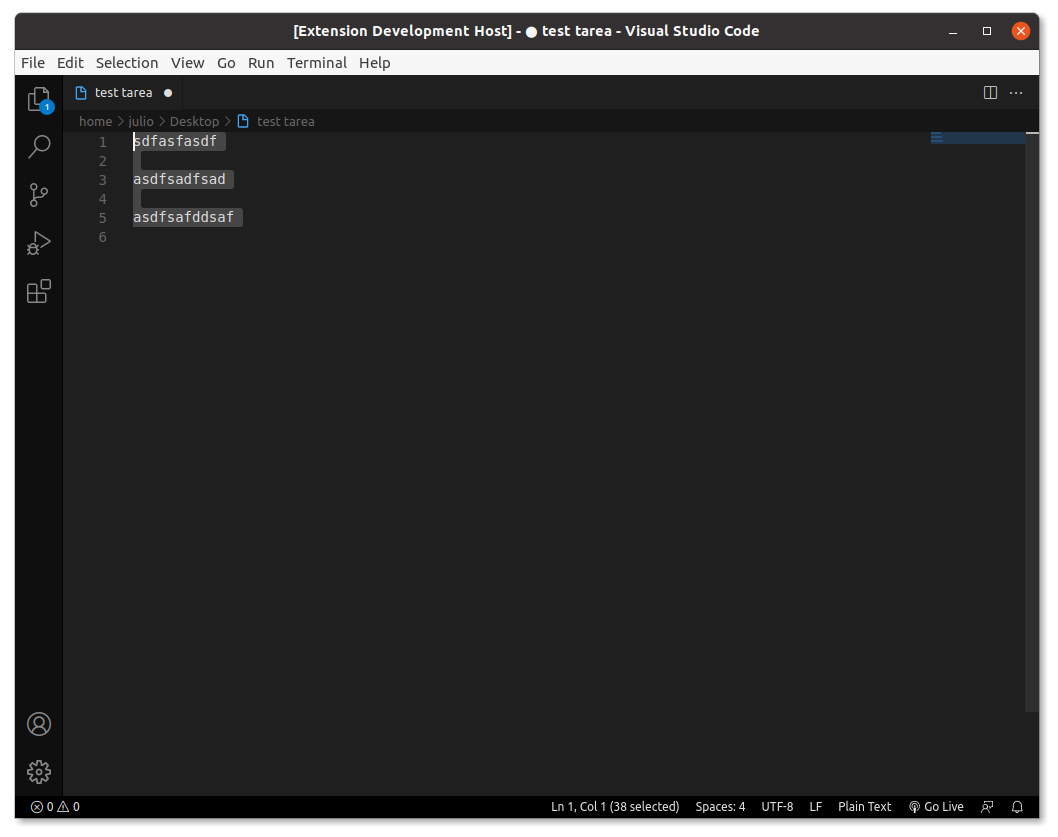 [Extension Development Host] - ● test tarea - Visual Studio Code
File Edit Selection View Go Run Terminal Help
1
test tarea ●
home > julio > Desktop > test tarea
1 sdfasfasdf
2
3 asdfsadfsad
4
5 asdfsafddsaf
6
0 0 Ln 1, Col 1 (38 selected) Spaces: 4 UTF-8 LF Plain Text Go Live